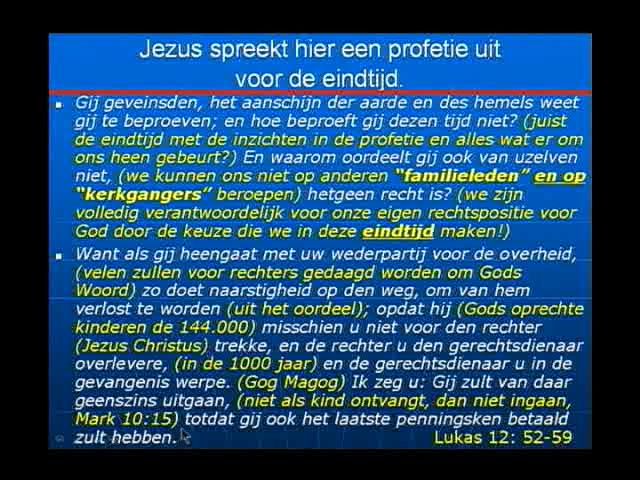 Jezus spreekt hier een profetie uit
voor de eindtijd.
Gij geveinsden, het aanschijn der aarde en des hemels weet
gij te beproeven; en hoe beproeft gij dezen tijd niet? (juist
de eindtijd met de inzichten in de profetie en alles wat er om
ons heen gebeurt?) En waarom oordeelt gij ook van uzelven
niet, (we kunnen ons niet op anderen “familieleden” en op
“kerkgangers” beroepen) hetgeen recht is? (we zijn
volledig verantwoordelijk voor onze eigen rechtspositie voor
God door de keuze die we in deze eindtijd maken!)
Want als gij heengaat met uw wederpartij voor de overheid,
(velen zullen voor rechters gedaagd worden om Gods
Woord) zo doet naarstigheid op den weg, om van hem
verlost te worden (uit het oordeel); opdat hij (Gods oprechte
kinderen de 144.000) misschien u niet voor den rechter
(Jezus Christus) trekke, en de rechter u den gerechtsdienaar
overlevere, (in de 1000 jaar) en de gerechtsdienaar u in de
gevangenis werpe. (Gog Magog) Ik zeg u: Gij zult van daar
geenszins uitgaan, (niet als kind ontvangt, dan niet ingaan,
Mark 10:15) totdat gij ook het laatste penningsken betaald
zult hebben.
Lukas 12: 52-59